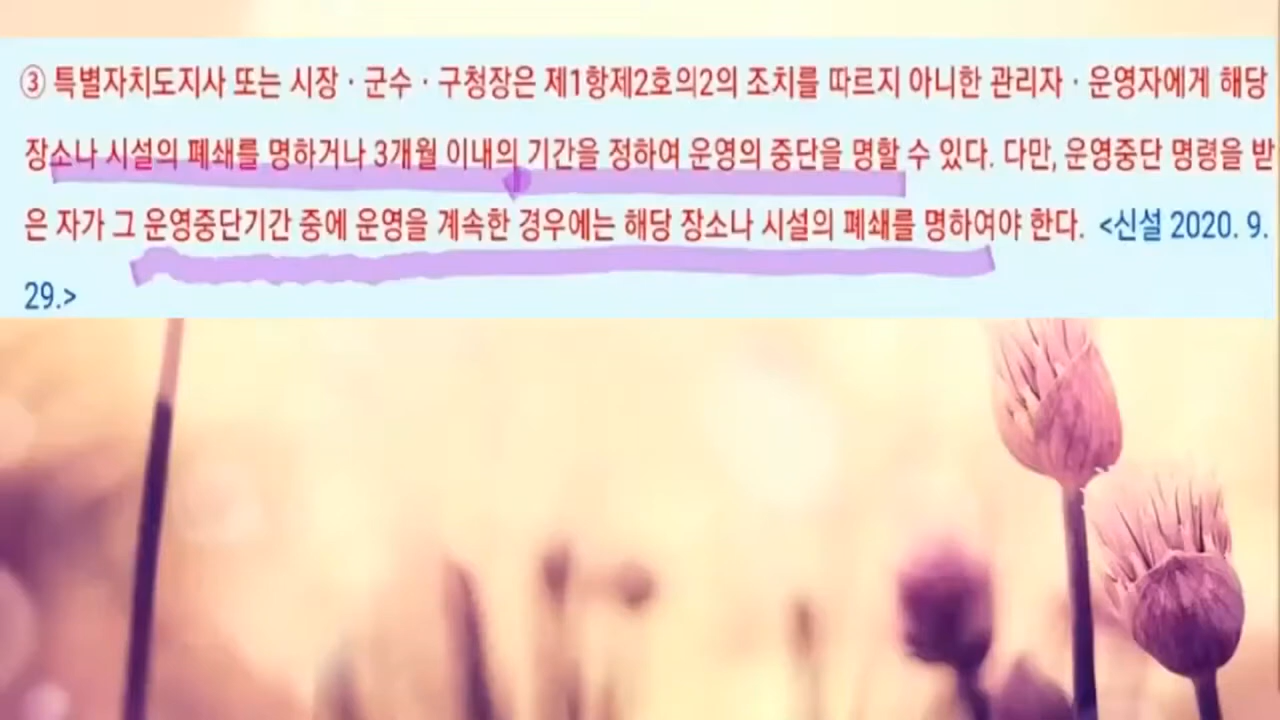 ③ 특별자치도지사 또는 시장 · 군수 · 구청장은 제1항제2호의2의 조치를 따르지 아니한 관리자 · 운영자에게 해당
장소나 시설의 폐쇄를 명하거나 3개월 이내의 기간을 정하여 운영의 중단을 명할 수 있다. 다만, 운영중단 명령을 받
은 자가 그 운영중단기간 중에 운영을 계속한 경우에는 해당 장소나 시설의 폐쇄를 명하여야 한다. <신설 2020. 9.
29.>